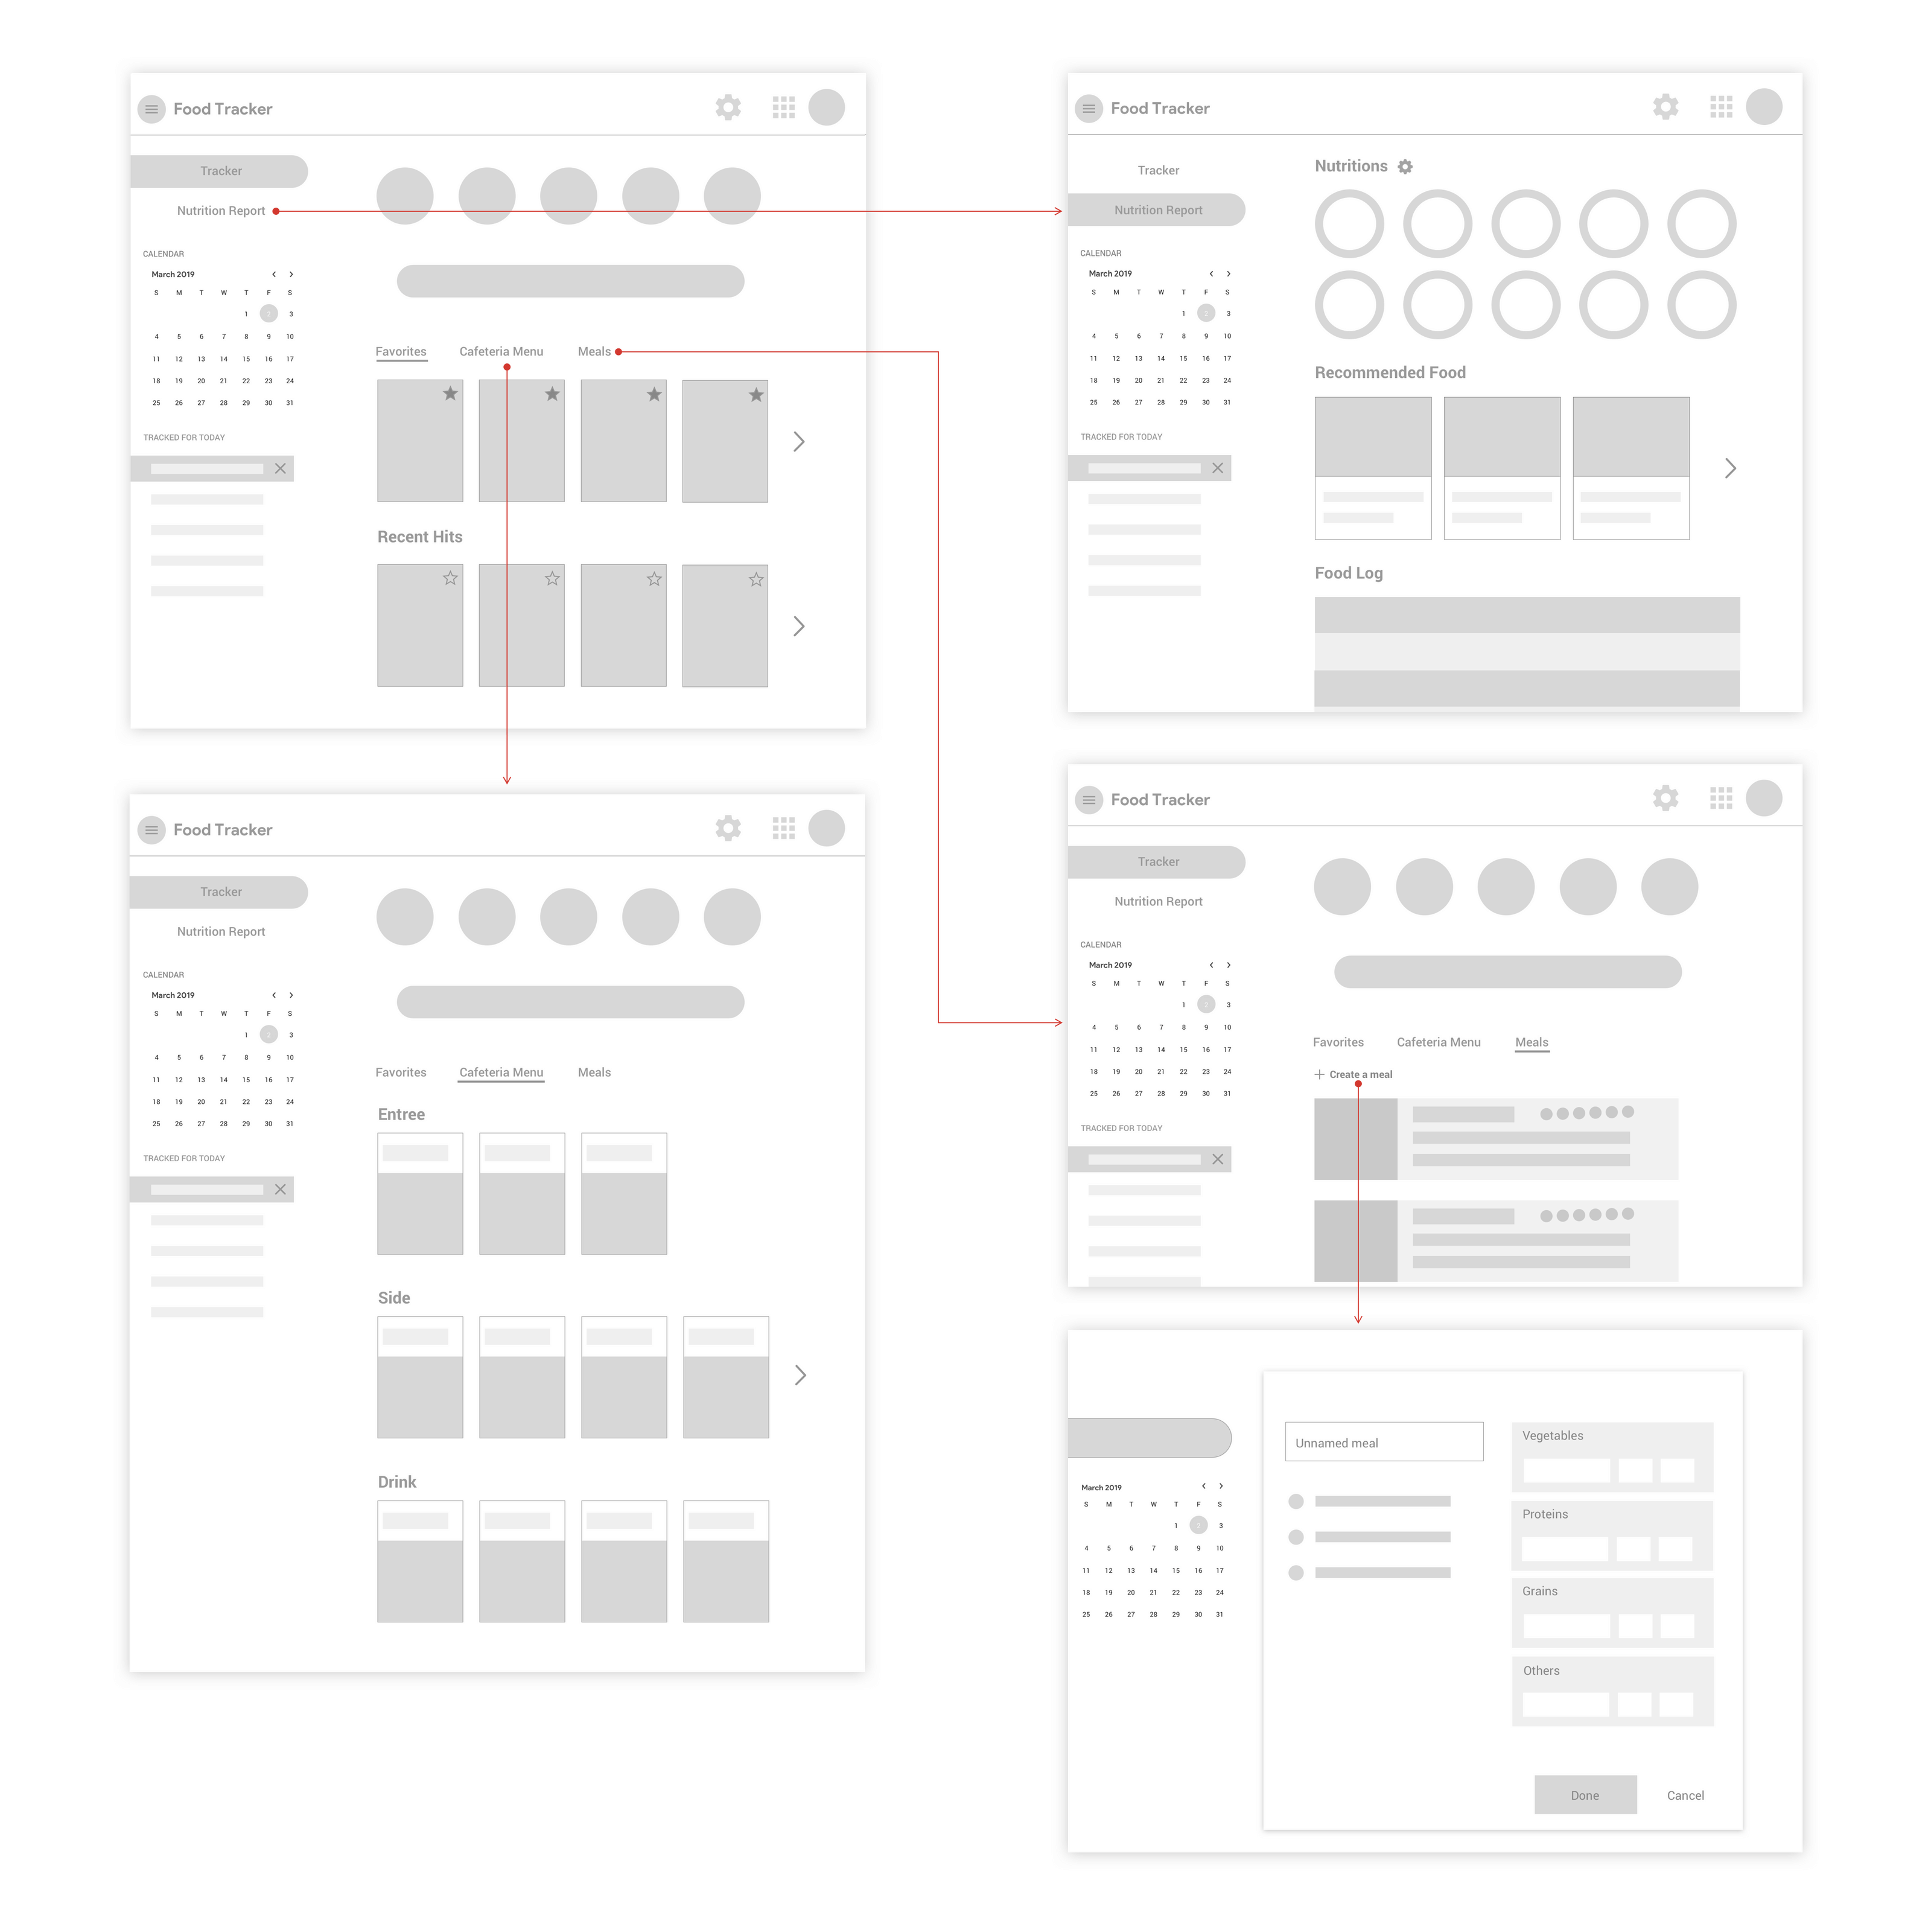 Food Tracker
Tracker
Nutrition Report
CALENDAR
March 2019
S M T W T F S
1 2 3
4 5 6 7 8 9 10
11 12 13 14 15 16 17
18 19 20 21 22 23 24
25 26 27 28 29 30 31
TRACKED FOR TODAY
Favorites Cafeteria Menu Meals
Recent Hits
Food Tracker
Tracker
Nutrition Report
CALENDAR
March 2019
S M T W T F S
1 2 3
4 5 6 7 8 9 10
11 12 13 14 15 16 17
18 19 20 21 22 23 24
25 26 27 28 29 30 31
TRACKED FOR TODAY
Nutritions
Recommended Food
Food Log
Food Tracker
Tracker
Nutrition Report
CALENDAR
March 2019
S M T W T F S
1 2 3
4 5 6 7 8 9 10
11 12 13 14 15 16 17
18 19 20 21 22 23 24
25 26 27 28 29 30 31
TRACKED FOR TODAY
Favorites Cafeteria Menu Meals
Entree
Side
Drink
Food Tracker
Tracker
Nutrition Report
CALENDAR
March 2019
S M T W T F S
1 2 3
4 5 6 7 8 9 10
11 12 13 14 15 16 17
18 19 20 21 22 23 24
25 26 27 28 29 30 31
TRACKED FOR TODAY
Favorites Cafeteria Menu Meals
+ Create a meal
March 2019
S M T W T F S
1 2 3
4 5 6 7 8 9 10
11 12 13 14 15 16 17
18 19 20 21 22 23 24
25 26 27 28 29 30 31
Unnamed meal
Vegetables
Proteins
Grains
Others
Done Cancel